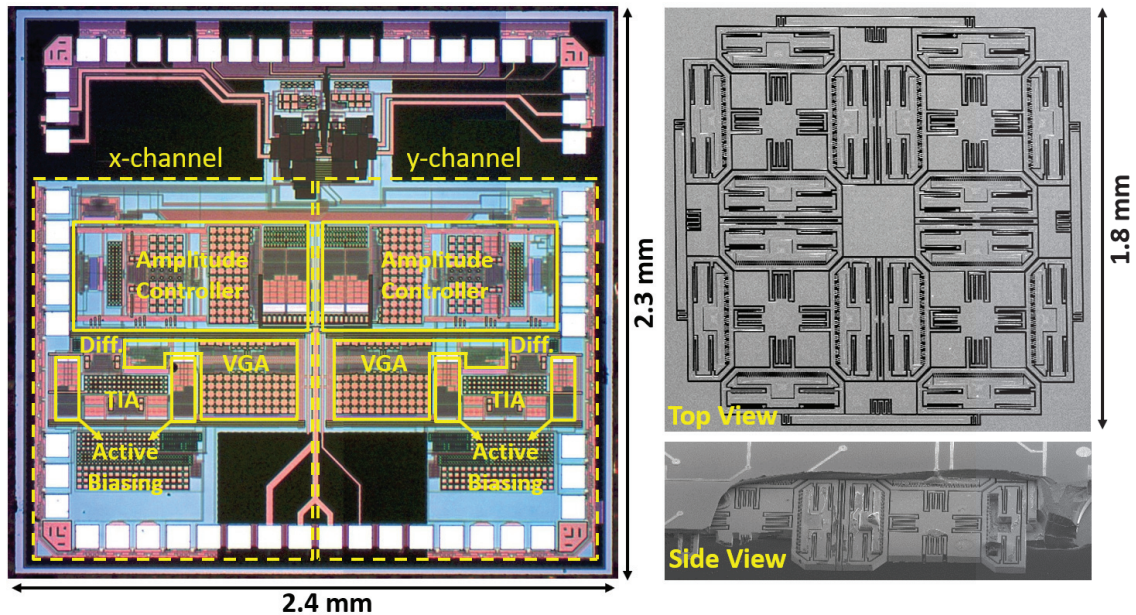 x-channel
y-channel
Amplitude
Controller
Amplitude
Controller
Diff.
VGA
VGA
Diff.
TIA
TIA
Active
Biasing
Active
Biasing
2.4 mm
2.3 mm
Top View
1.8 mm
Side View